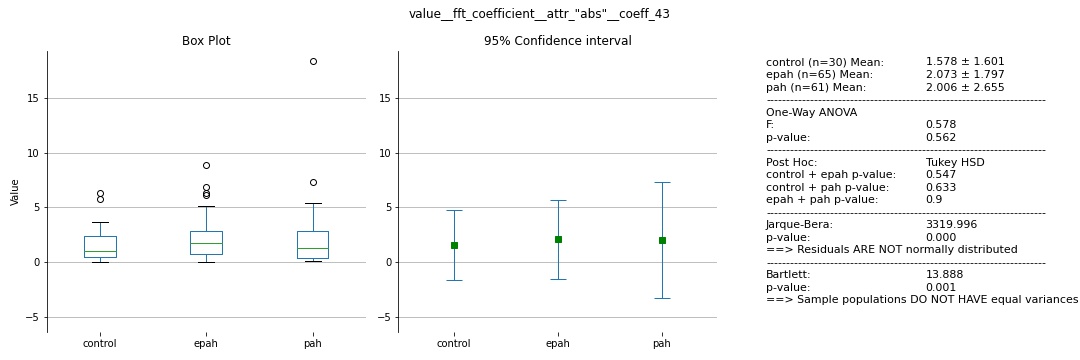 value__fft_coefficient__attr_"abs"__coeff_43
Box Plot
Value
15
10
5
0
−5
control epah pah
95% Confidence interval
15
10
5
0
−5
control epah pah
control (n=30) Mean: 1.578 ± 1.601
epah (n=65) Mean: 2.073 ± 1.797
pah (n=61) Mean: 2.006 ± 2.655
One-Way ANOVA
F: 0.578
p-value: 0.562
Post Hoc: Tukey HSD
control + epah p-value: 0.547
control + pah p-value: 0.633
epah + pah p-value: 0.9
Jarque-Bera: 3319.996
p-value: 0.000
==> Residuals ARE NOT normally distributed
Bartlett: 13.888
p-value: 0.001
==> Sample populations DO NOT HAVE equal variances